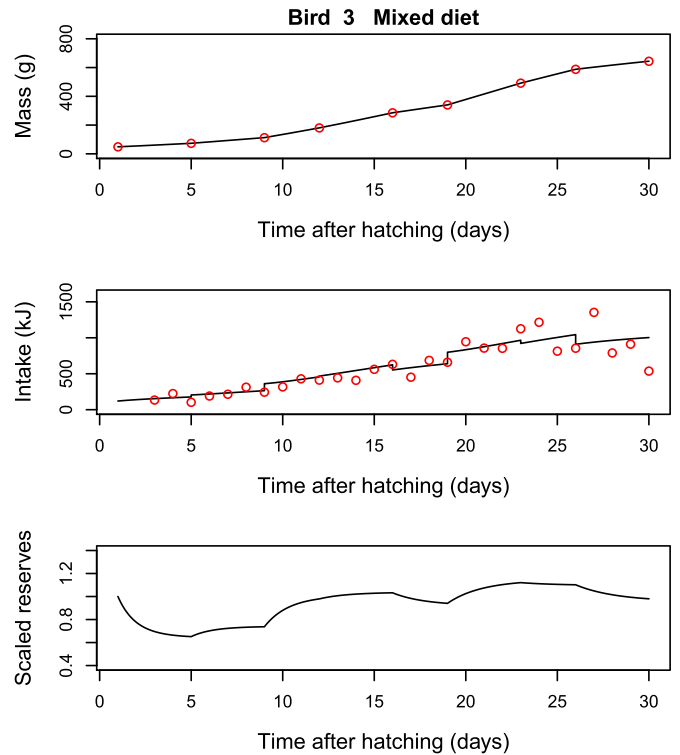 Bird 3 Mixed diet
Mass (g)
800
400
0
0 5 10 15 20 25 30
Time after hatching (days)
Intake (kJ)
1500
500
0
0 5 10 15 20 25 30
Time after hatching (days)
Scaled reserves
1.2
0.8
0.4
0 5 10 15 20 25 30
Time after hatching (days)